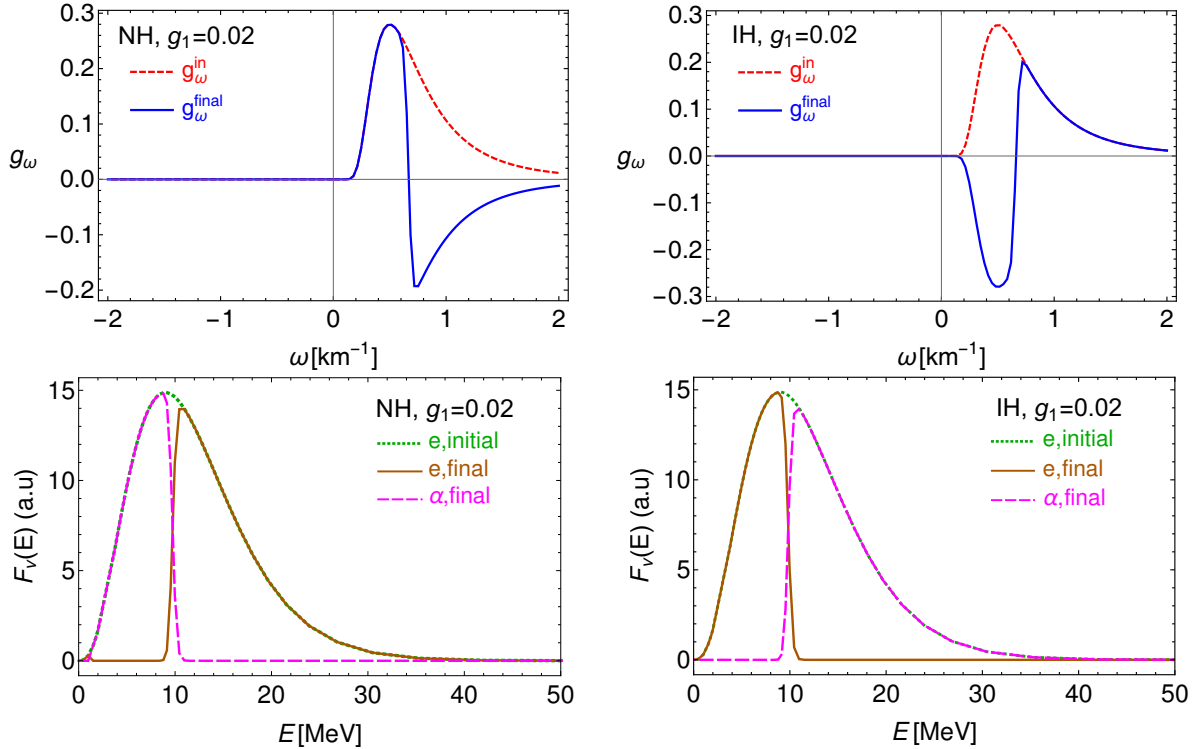 NH, g₁=0.02
g_ω^in
g_ω^final
0.3
0.2
0.1
0.0
-0.1
-0.2
g_ω
-2 -1 0 1 2
ω[km⁻¹]
IH, g₁=0.02
g_ω^in
g_ω^final
0.3
0.2
0.1
0.0
-0.1
-0.2
-0.3
g_ω
-2 -1 0 1 2
ω[km⁻¹]
NH, g₁=0.02
e,initial
e,final
α,final
15
10
5
0
F_ν(E) (a.u)
0 10 20 30 40 50
E[MeV]
IH, g₁=0.02
e,initial
e,final
α,final
15
10
5
0
F_ν(E) (a.u)
0 10 20 30 40 50
E[MeV]